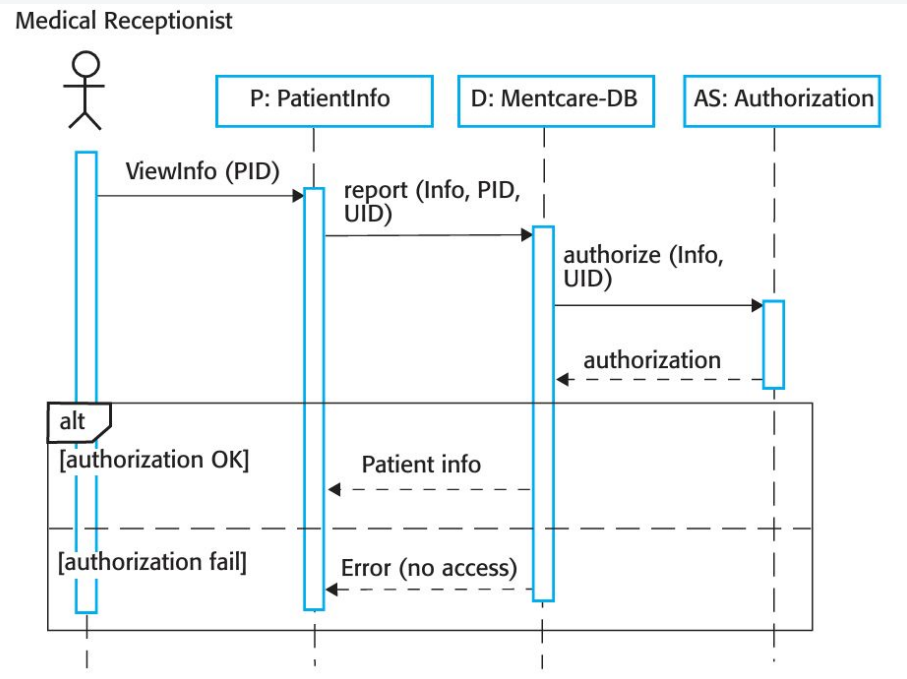 Medical Receptionist
P: PatientInfo
D: Mentcare-DB
AS: Authorization
ViewInfo (PID)
report (Info, PID,
UID)
authorize (Info,
UID)
authorization
alt
[authorization OK]
Patient info
[authorization fail]
Error (no access)